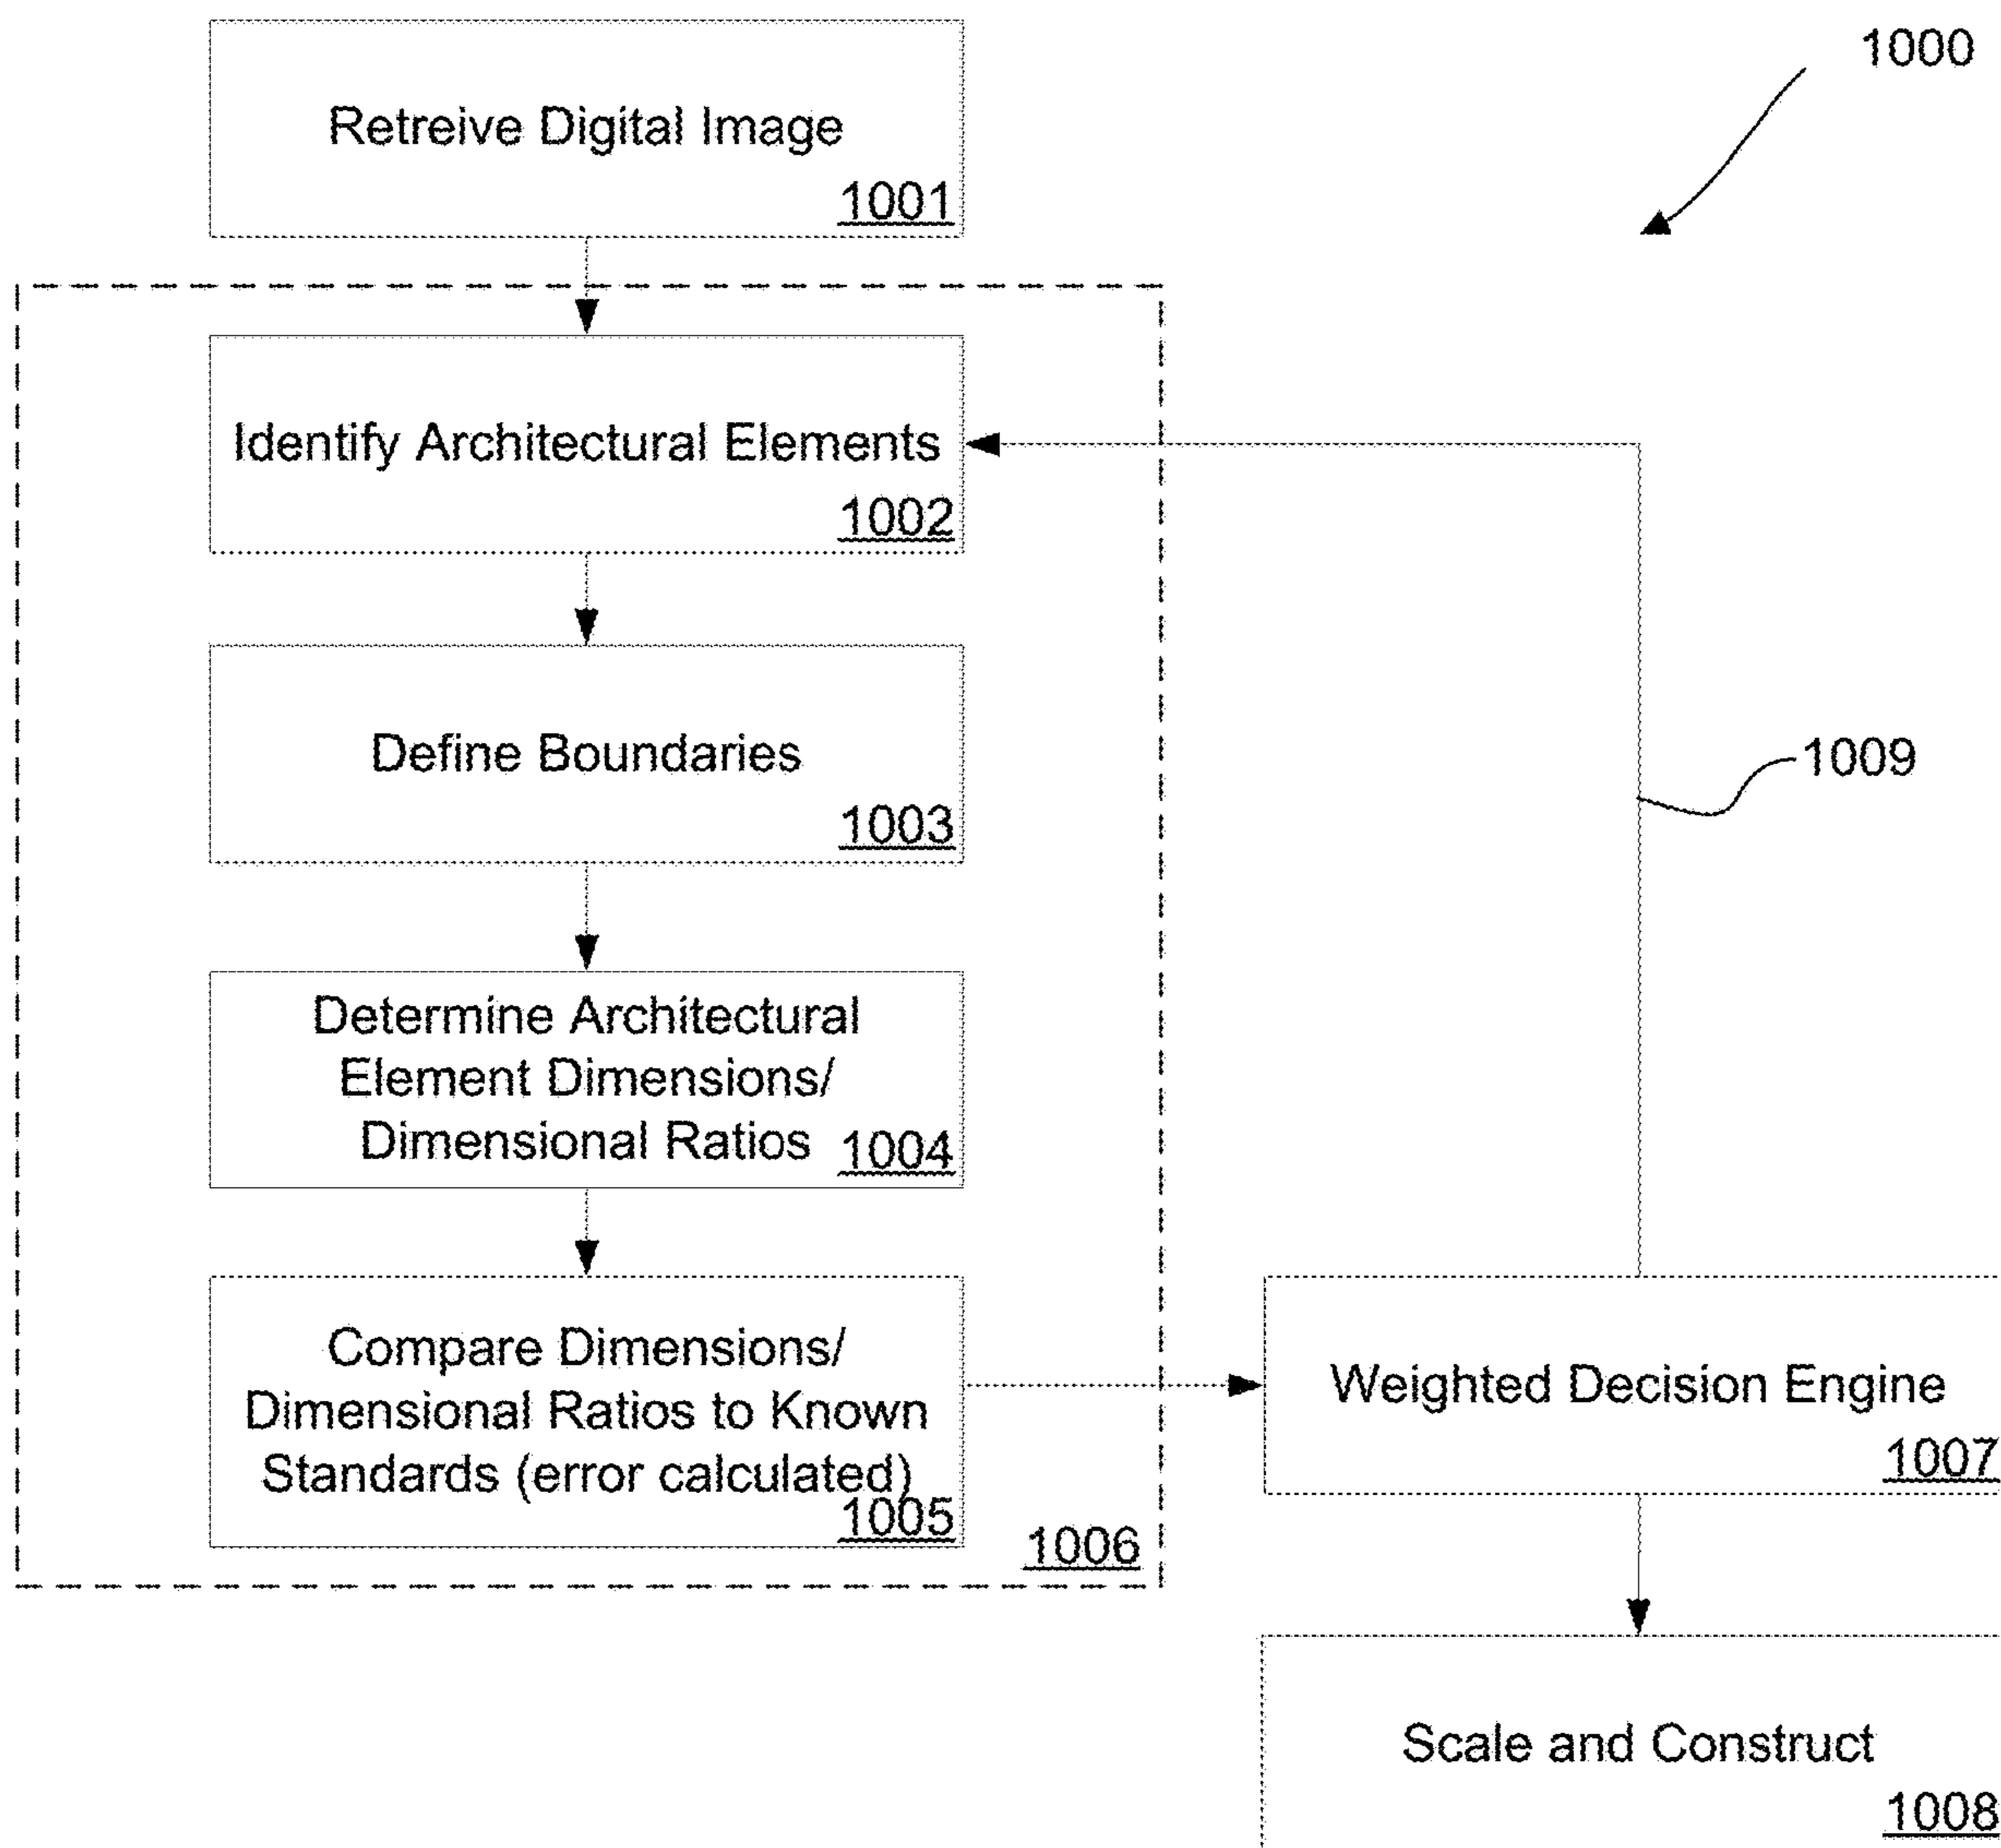 1000
Retreive Digital Image
1001
Identify Architectural Elements
1002
Define Boundaries
1003
1009
Determine Architectural
Element Dimensions/
Dimensional Ratios
1004
Compare Dimensions/
Dimensional Ratios to Known
Standards (error calculated)
1005
1006
Weighted Decision Engine
1007
Scale and Construct
1008